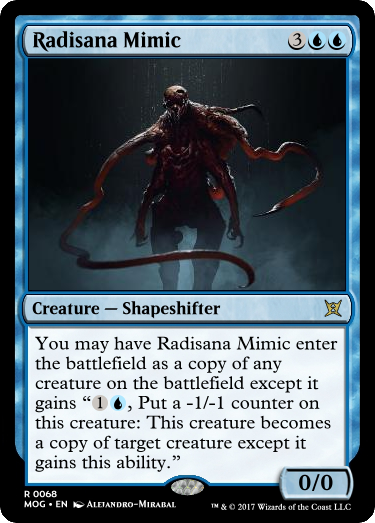 Radisana Mimic 3
Creature — Shapeshifter
You may have Radisana Mimic enter
the battlefield as a copy of any
creature on the battlefield except it
gains “1, Put a -1/-1 counter on
this creature: This creature becomes
a copy of target creature except it
gains this ability.”
0/0
R 0068
MOG • EN Alejandro-Mirabal
™ & © 2017 Wizards of the Coast LLC